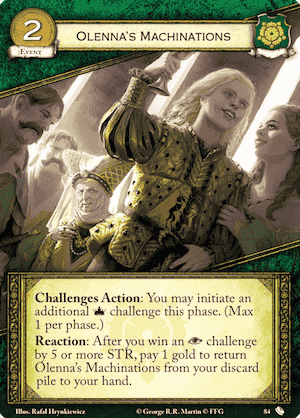 2
EVENT
OLENNA'S MACHINATIONS
Challenges Action: You may initiate an
additional challenge this phase. (Max
1 per phase.)
Reaction: After you win an challenge
by 5 or more STR, pay 1 gold to return
Olenna's Machinations from your discard
pile to your hand.
Illus. Rafał Hrynkiewicz
© George R.R. Martin © FFG
84